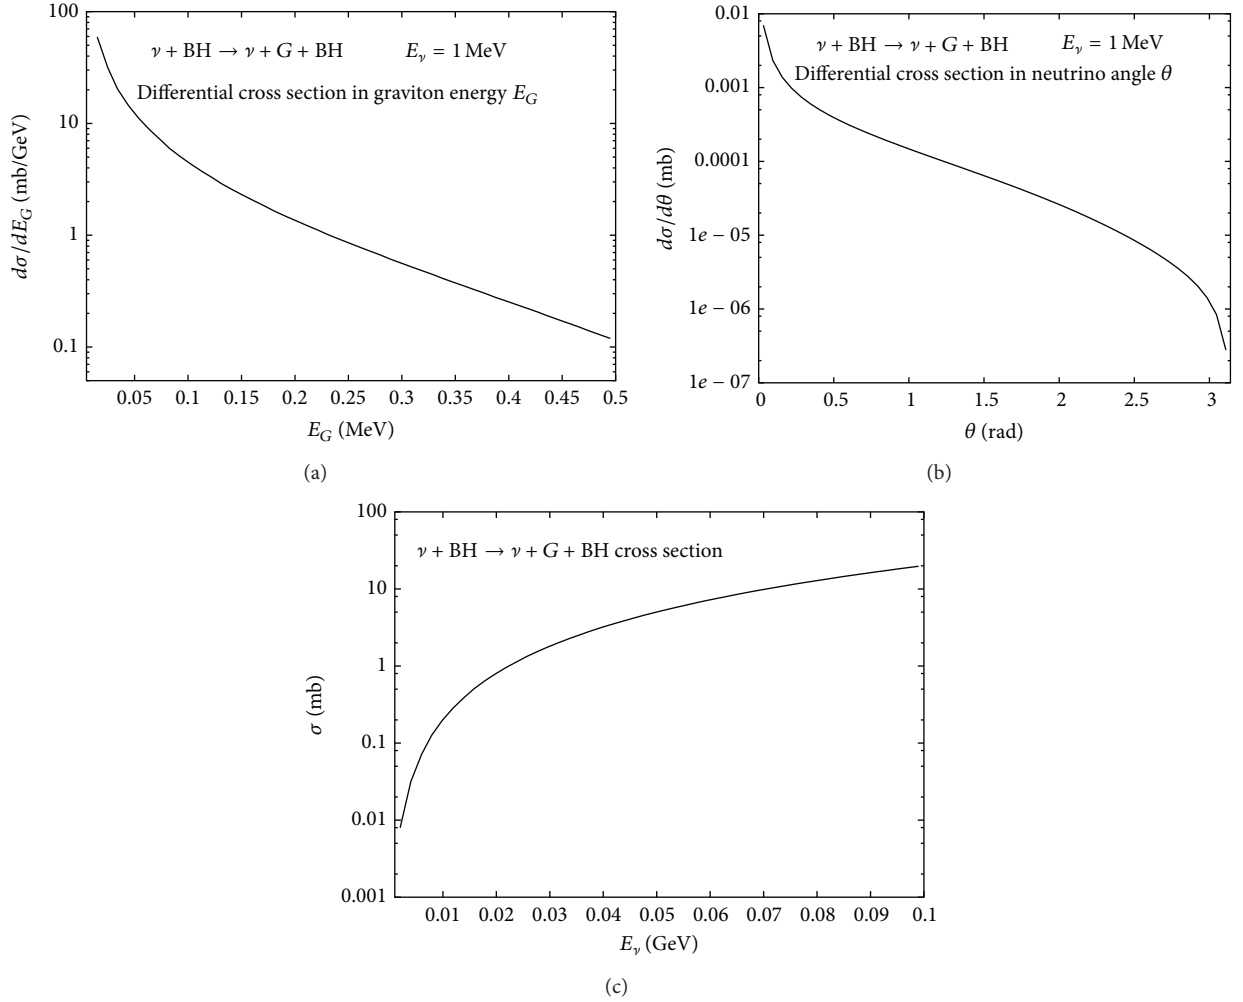 ν + BH → ν + G + BH  E_ν = 1 MeV
Differential cross section in graviton energy E_G
100
10
1
0.1
dσ/dE_G (mb/GeV)
0.05 0.1 0.15 0.2 0.25 0.3 0.35 0.4 0.45 0.5
E_G (MeV)
(a)
ν + BH → ν + G + BH  E_ν = 1 MeV
Differential cross section in neutrino angle θ
0.01
0.001
0.0001
1e − 05
1e − 06
1e − 07
dσ/dθ (mb)
0 0.5 1 1.5 2 2.5 3
θ (rad)
(b)
ν + BH → ν + G + BH cross section
100
10
1
0.1
0.01
0.001
σ (mb)
0.01 0.02 0.03 0.04 0.05 0.06 0.07 0.08 0.09 0.1
E_ν (GeV)
(c)